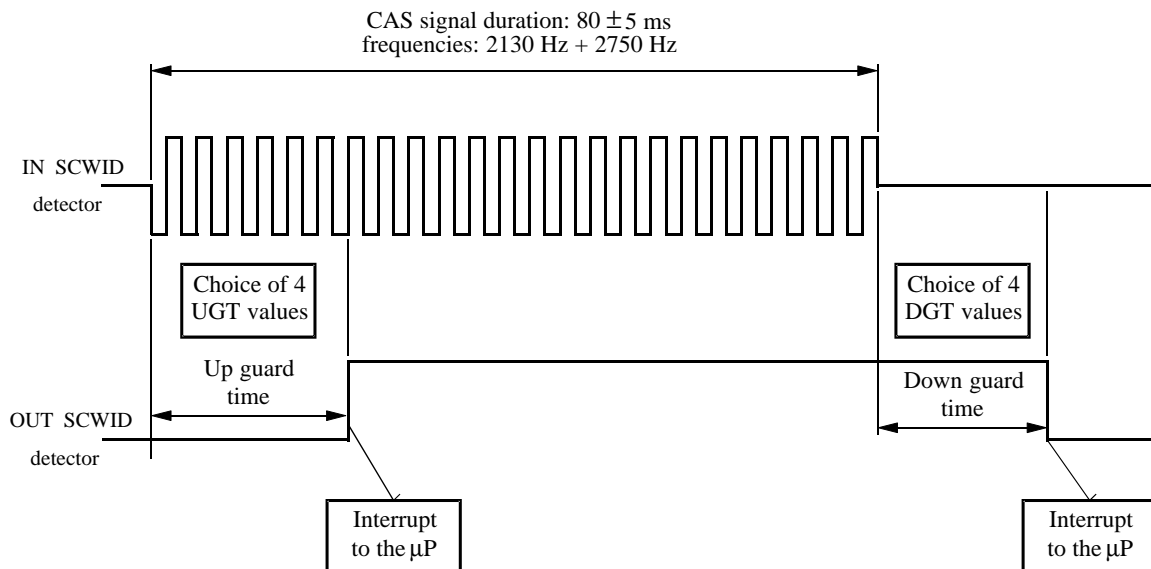 CAS signal duration: 80 ±5 ms
frequencies: 2130 Hz + 2750 Hz
IN SCWID
detector
Choice of 4
UGT values
Choice of 4
DGT values
Up guard
time
Down guard
time
OUT SCWID
detector
Interrupt
to the µP
Interrupt
to the µP